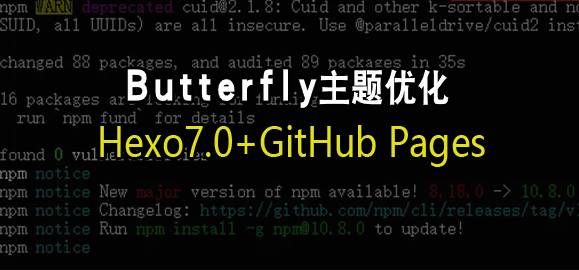 npm WARN deprecated cuid@2.1.8: Cuid and other k-sortable and no
SUID, all UUIDs) are all insecure. Use @paralleldrive/cuid2 inst
changed 88 packages, and audited 89 packages in 35s
Butterfly主题优化
16 packages are looking for funding
run `npm fund` for details
Hexo7.0+GitHub Pages
found 0 vulnerabilities
npm notice
npm notice New major version of npm available! 8.18.0 -> 10.8.0
npm notice Changelog: https://github.com/npm/cli/releases/tag/v
npm notice Run npm install -g npm@10.8.0 to update!
npm notice